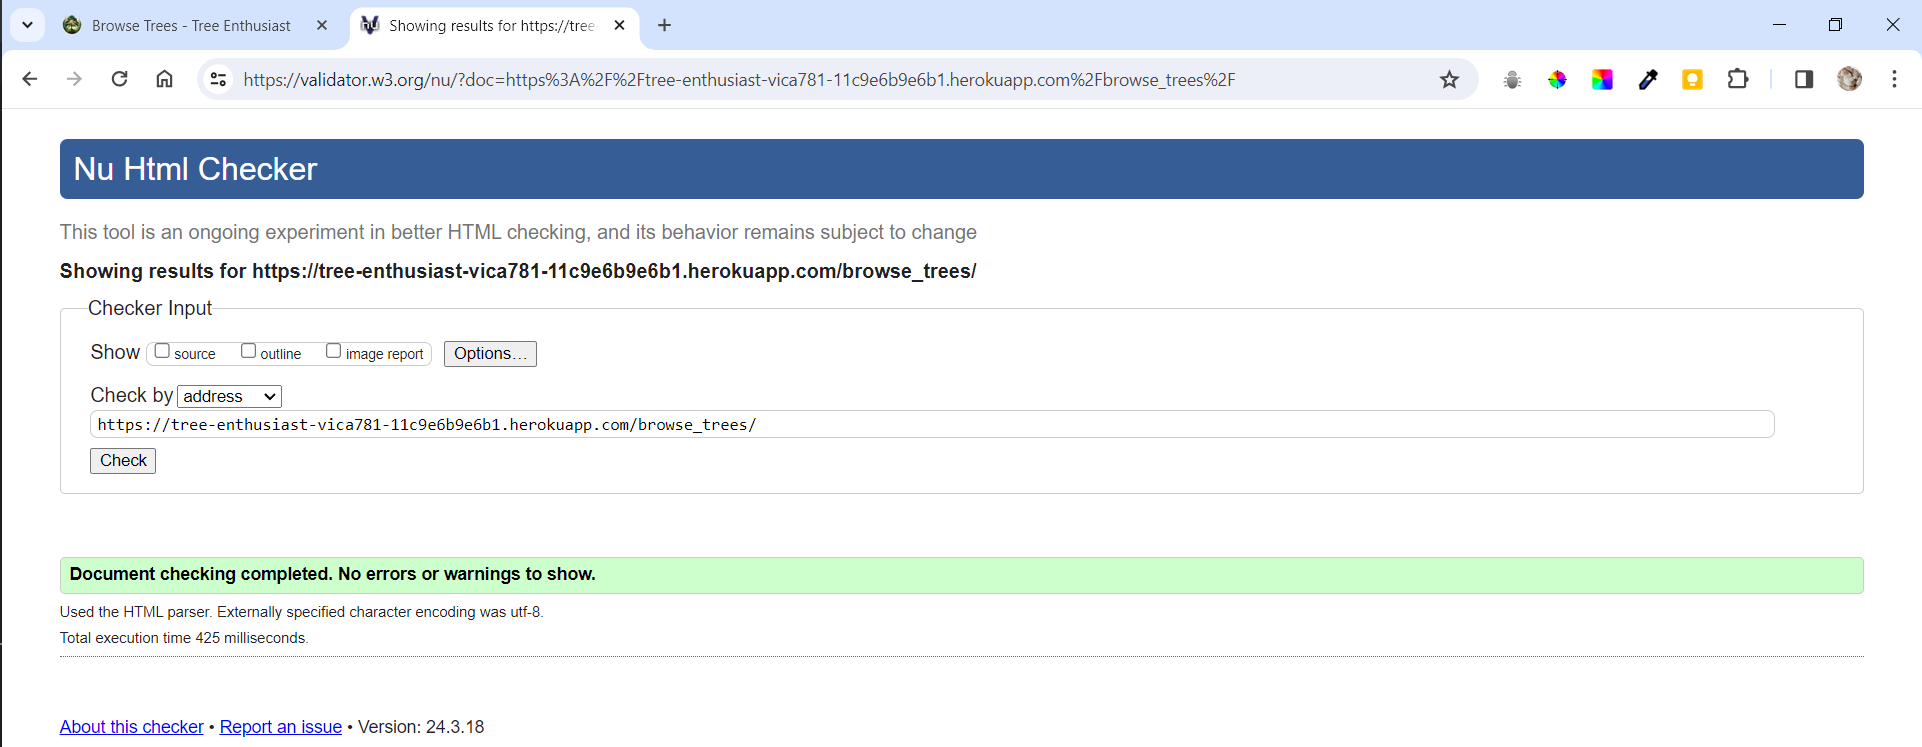 Browse Trees - Tree Enthusiast
Showing results for https://tree-
https://validator.w3.org/nu/?doc=https%3A%2F%2Ftree-enthusiast-vica781-11c9e6b9e6b1.herokuapp.com%2Fbrowse_trees%2F
Nu Html Checker
This tool is an ongoing experiment in better HTML checking, and its behavior remains subject to change
Showing results for https://tree-enthusiast-vica781-11c9e6b9e6b1.herokuapp.com/browse_trees/
Checker Input
Show source outline image report Options…
Check by address
https://tree-enthusiast-vica781-11c9e6b9e6b1.herokuapp.com/browse_trees/
Check
Document checking completed. No errors or warnings to show.
Used the HTML parser. Externally specified character encoding was utf-8.
Total execution time 425 milliseconds.
About this checker • Report an issue • Version: 24.3.18